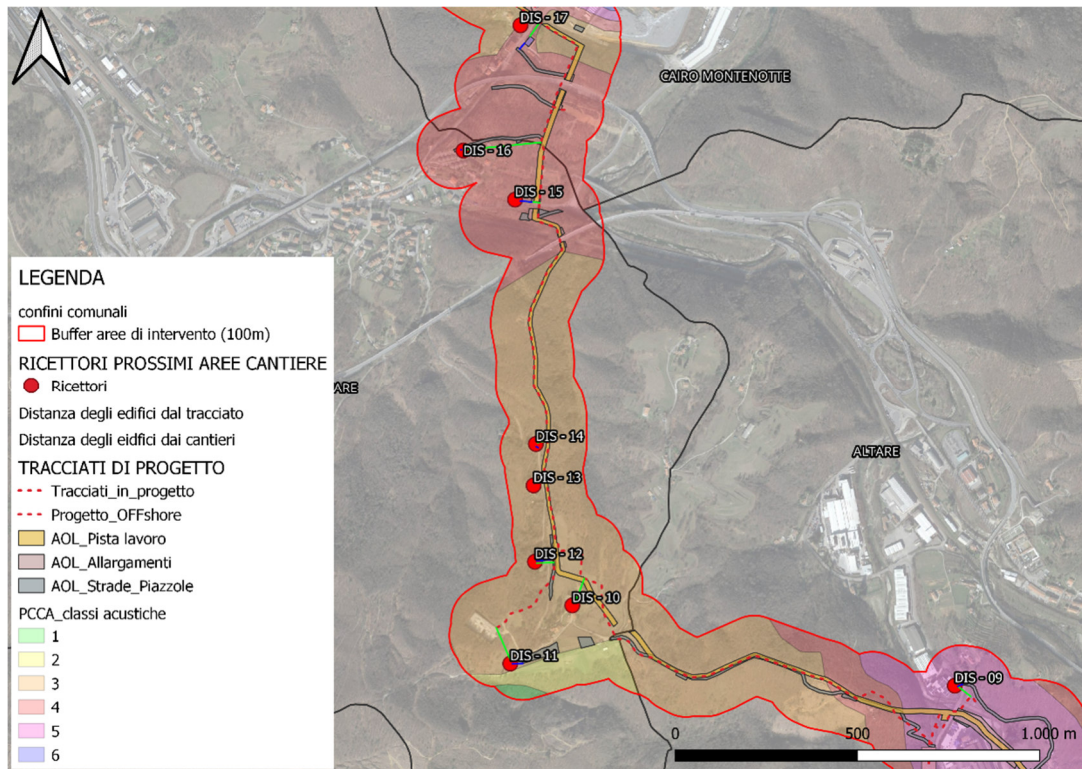 DIS - 17
CAIRO MONTENOTTE
DIS - 16
DIS - 15
LEGENDA
confini comunali
Buffer aree di intervento (100m)
RICETTORI PROSSIMI AREE CANTIERE
Ricettori
ARE
Distanza degli edifici dal tracciato
Distanza degli eidfici dai cantieri
TRACCIATI DI PROGETTO
Tracciati_in_progetto
Progetto_OFFshore
AOL_Pista lavoro
AOL_Allargamenti
AOL_Strade_Piazzole
PCCA_classi acustiche
1
2
3
4
5
6
DIS - 14
ALTARE
DIS - 13
DIS - 12
DIS - 10
DIS - 11
DIS - 09
0
500
1.000 m